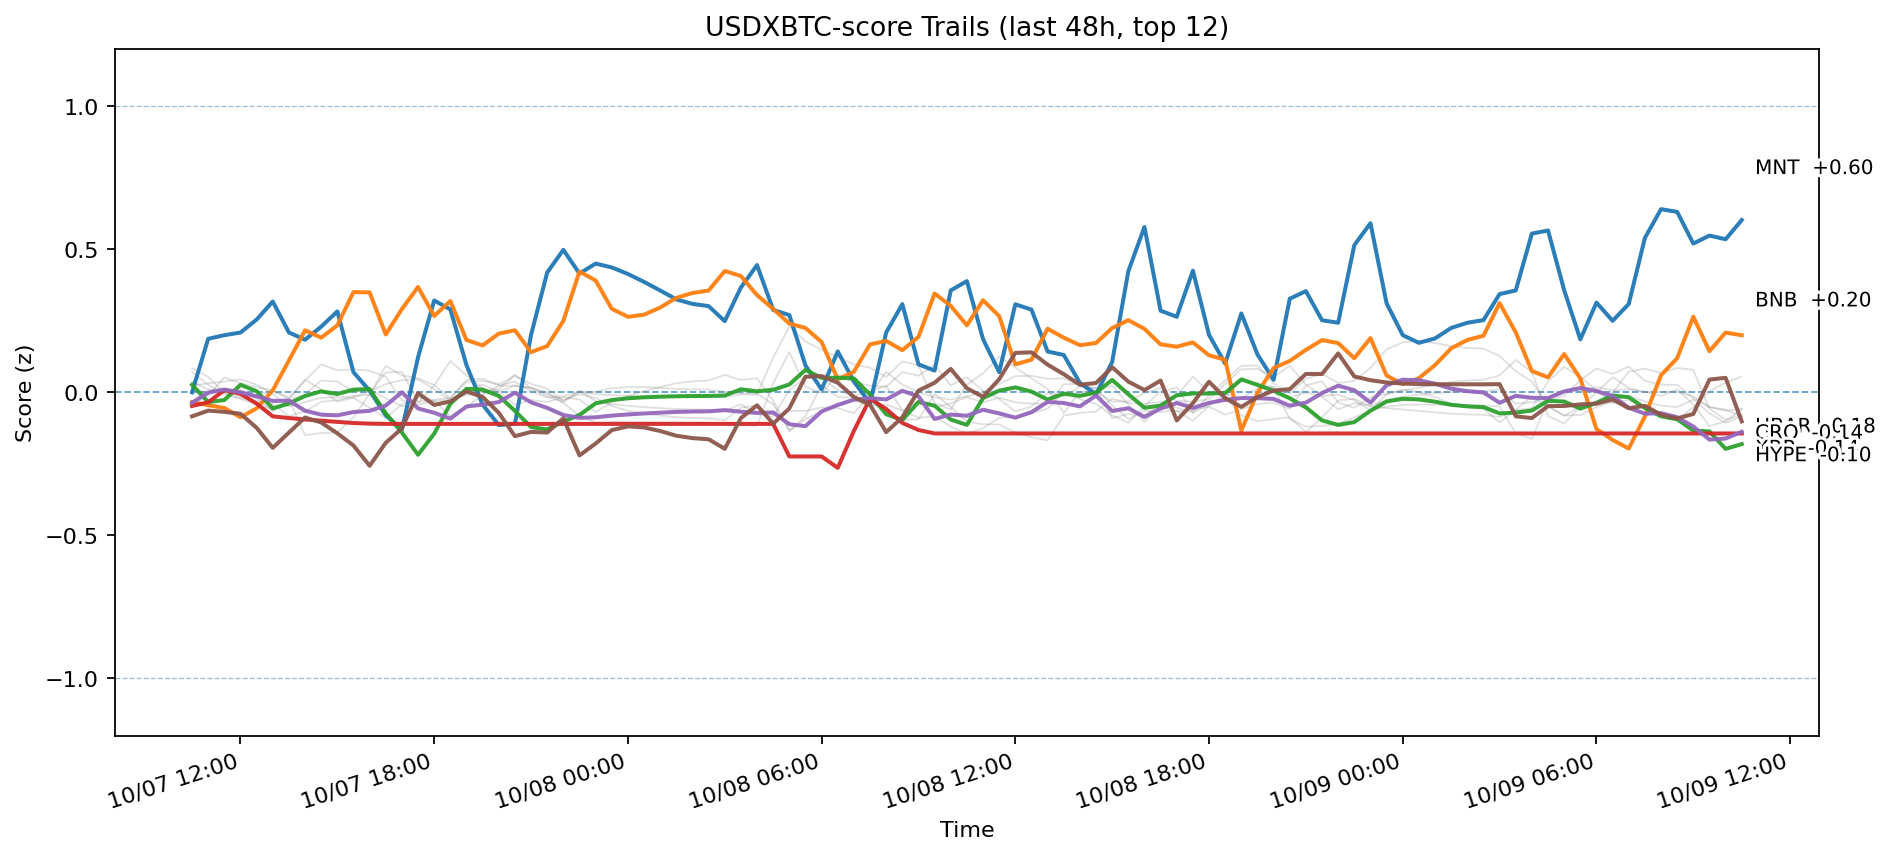 USDXBTC-score Trails (last 48h, top 12)
Score (z)
1.0
0.5
0.0
−0.5
−1.0
MNT +0.60
BNB +0.20
HYPE -0.10
10/07 12:00
10/07 18:00
10/08 00:00
10/08 06:00
10/08 12:00
10/08 18:00
10/09 00:00
10/09 06:00
10/09 12:00
Time